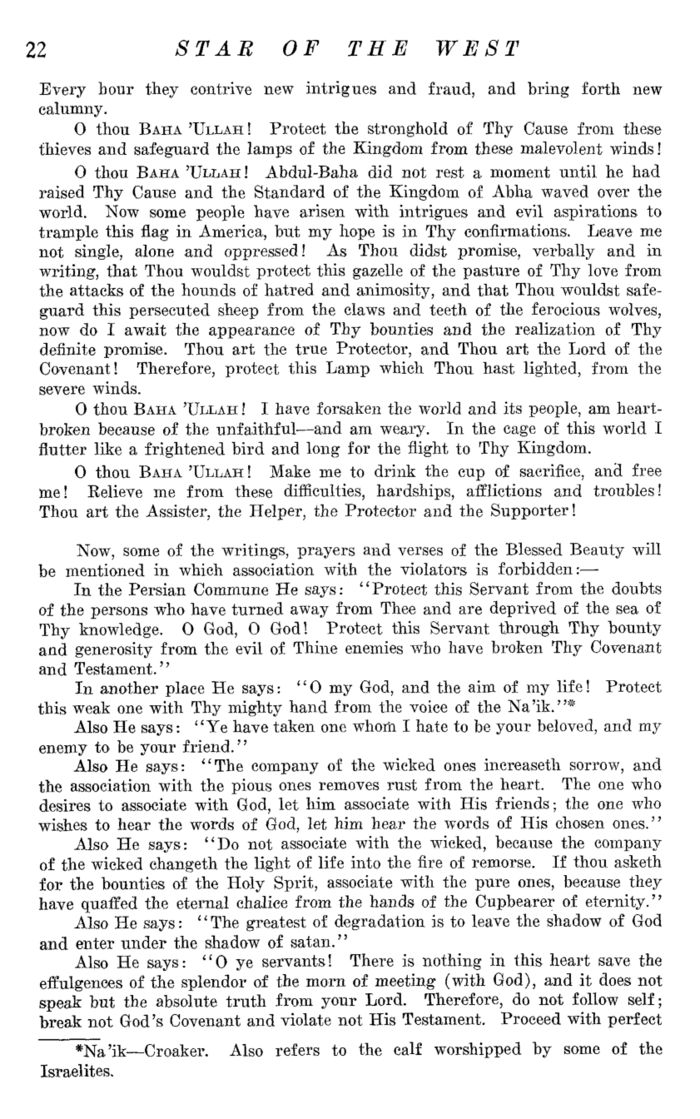 22 STAR OF THE WEST
Every hour they contrive new intrigues and fraud, and bring forth new
calumny.
O thou BAHA 'ULLAH! Protect the stronghold of Thy Cause from these
thieves and safeguard the lamps of the Kingdom from these malevolent winds!
O thou BAHA 'ULLAH! Abdul-Baha did not rest a moment until he had
raised Thy Cause and the Standard of the Kingdom of Abha waved over the
world. Now some people have arisen with intrigues and evil aspirations to
trample this flag in America, but my hope is in Thy confirmations. Leave me
not single, alone and oppressed! As Thou didst promise, verbally and in
writing, that Thou wouldst protect this gazelle of the pasture of Thy love from
the attacks of the hounds of hatred and animosity, and that Thou wouldst safe-
guard this persecuted sheep from the claws and teeth of the ferocious wolves,
now do I await the appearance of Thy bounties and the realization of Thy
definite promise. Thou art the true Protector, and Thou art the Lord of the
Covenant! Therefore, protect this Lamp which Thou hast lighted, from the
severe winds.
O thou BAHA 'ULLAH! I have forsaken the world and its people, am heart-
broken because of the unfaithful—and am weary. In the cage of this world I
flutter like a frightened bird and long for the flight to Thy Kingdom.
O thou BAHA 'ULLAH! Make me to drink the cup of sacrifice, and free
me! Relieve me from these difficulties, hardships, afflictions and troubles!
Thou art the Assister, the Helper, the Protector and the Supporter!
Now, some of the writings, prayers and verses of the Blessed Beauty will
be mentioned in which association with the violators is forbidden:—
In the Persian Commune He says: "Protect this Servant from the doubts
of the persons who have turned away from Thee and are deprived of the sea of
Thy knowledge. O God, O God! Protect this Servant through Thy bounty
and generosity from the evil of Thine enemies who have broken Thy Covenant
and Testament."
In another place He says: "O my God, and the aim of my life! Protect
this weak one with Thy mighty hand from the voice of the Na'ik."*
Also He says: "Ye have taken one whom I hate to be your beloved, and my
enemy to be your friend."
Also He says: "The company of the wicked ones increaseth sorrow, and
the association with the pious ones removes rust from the heart. The one who
desires to associate with God, let him associate with His friends; the one who
wishes to hear the words of God, let him hear the words of His chosen ones."
Also He says: "Do not associate with the wicked, because the company
of the wicked changeth the light of life into the fire of remorse. If thou asketh
for the bounties of the Holy Sprit, associate with the pure ones, because they
have quaffed the eternal chalice from the hands of the Cupbearer of eternity."
Also He says: "The greatest of degradation is to leave the shadow of God
and enter under the shadow of satan."
Also He says: "O ye servants! There is nothing in this heart save the
effulgences of the splendor of the morn of meeting (with God), and it does not
speak but the absolute truth from your Lord. Therefore, do not follow self;
break not God's Covenant and violate not His Testament. Proceed with perfect
*Na'ik—Croaker. Also refers to the calf worshipped by some of the
Israelites.